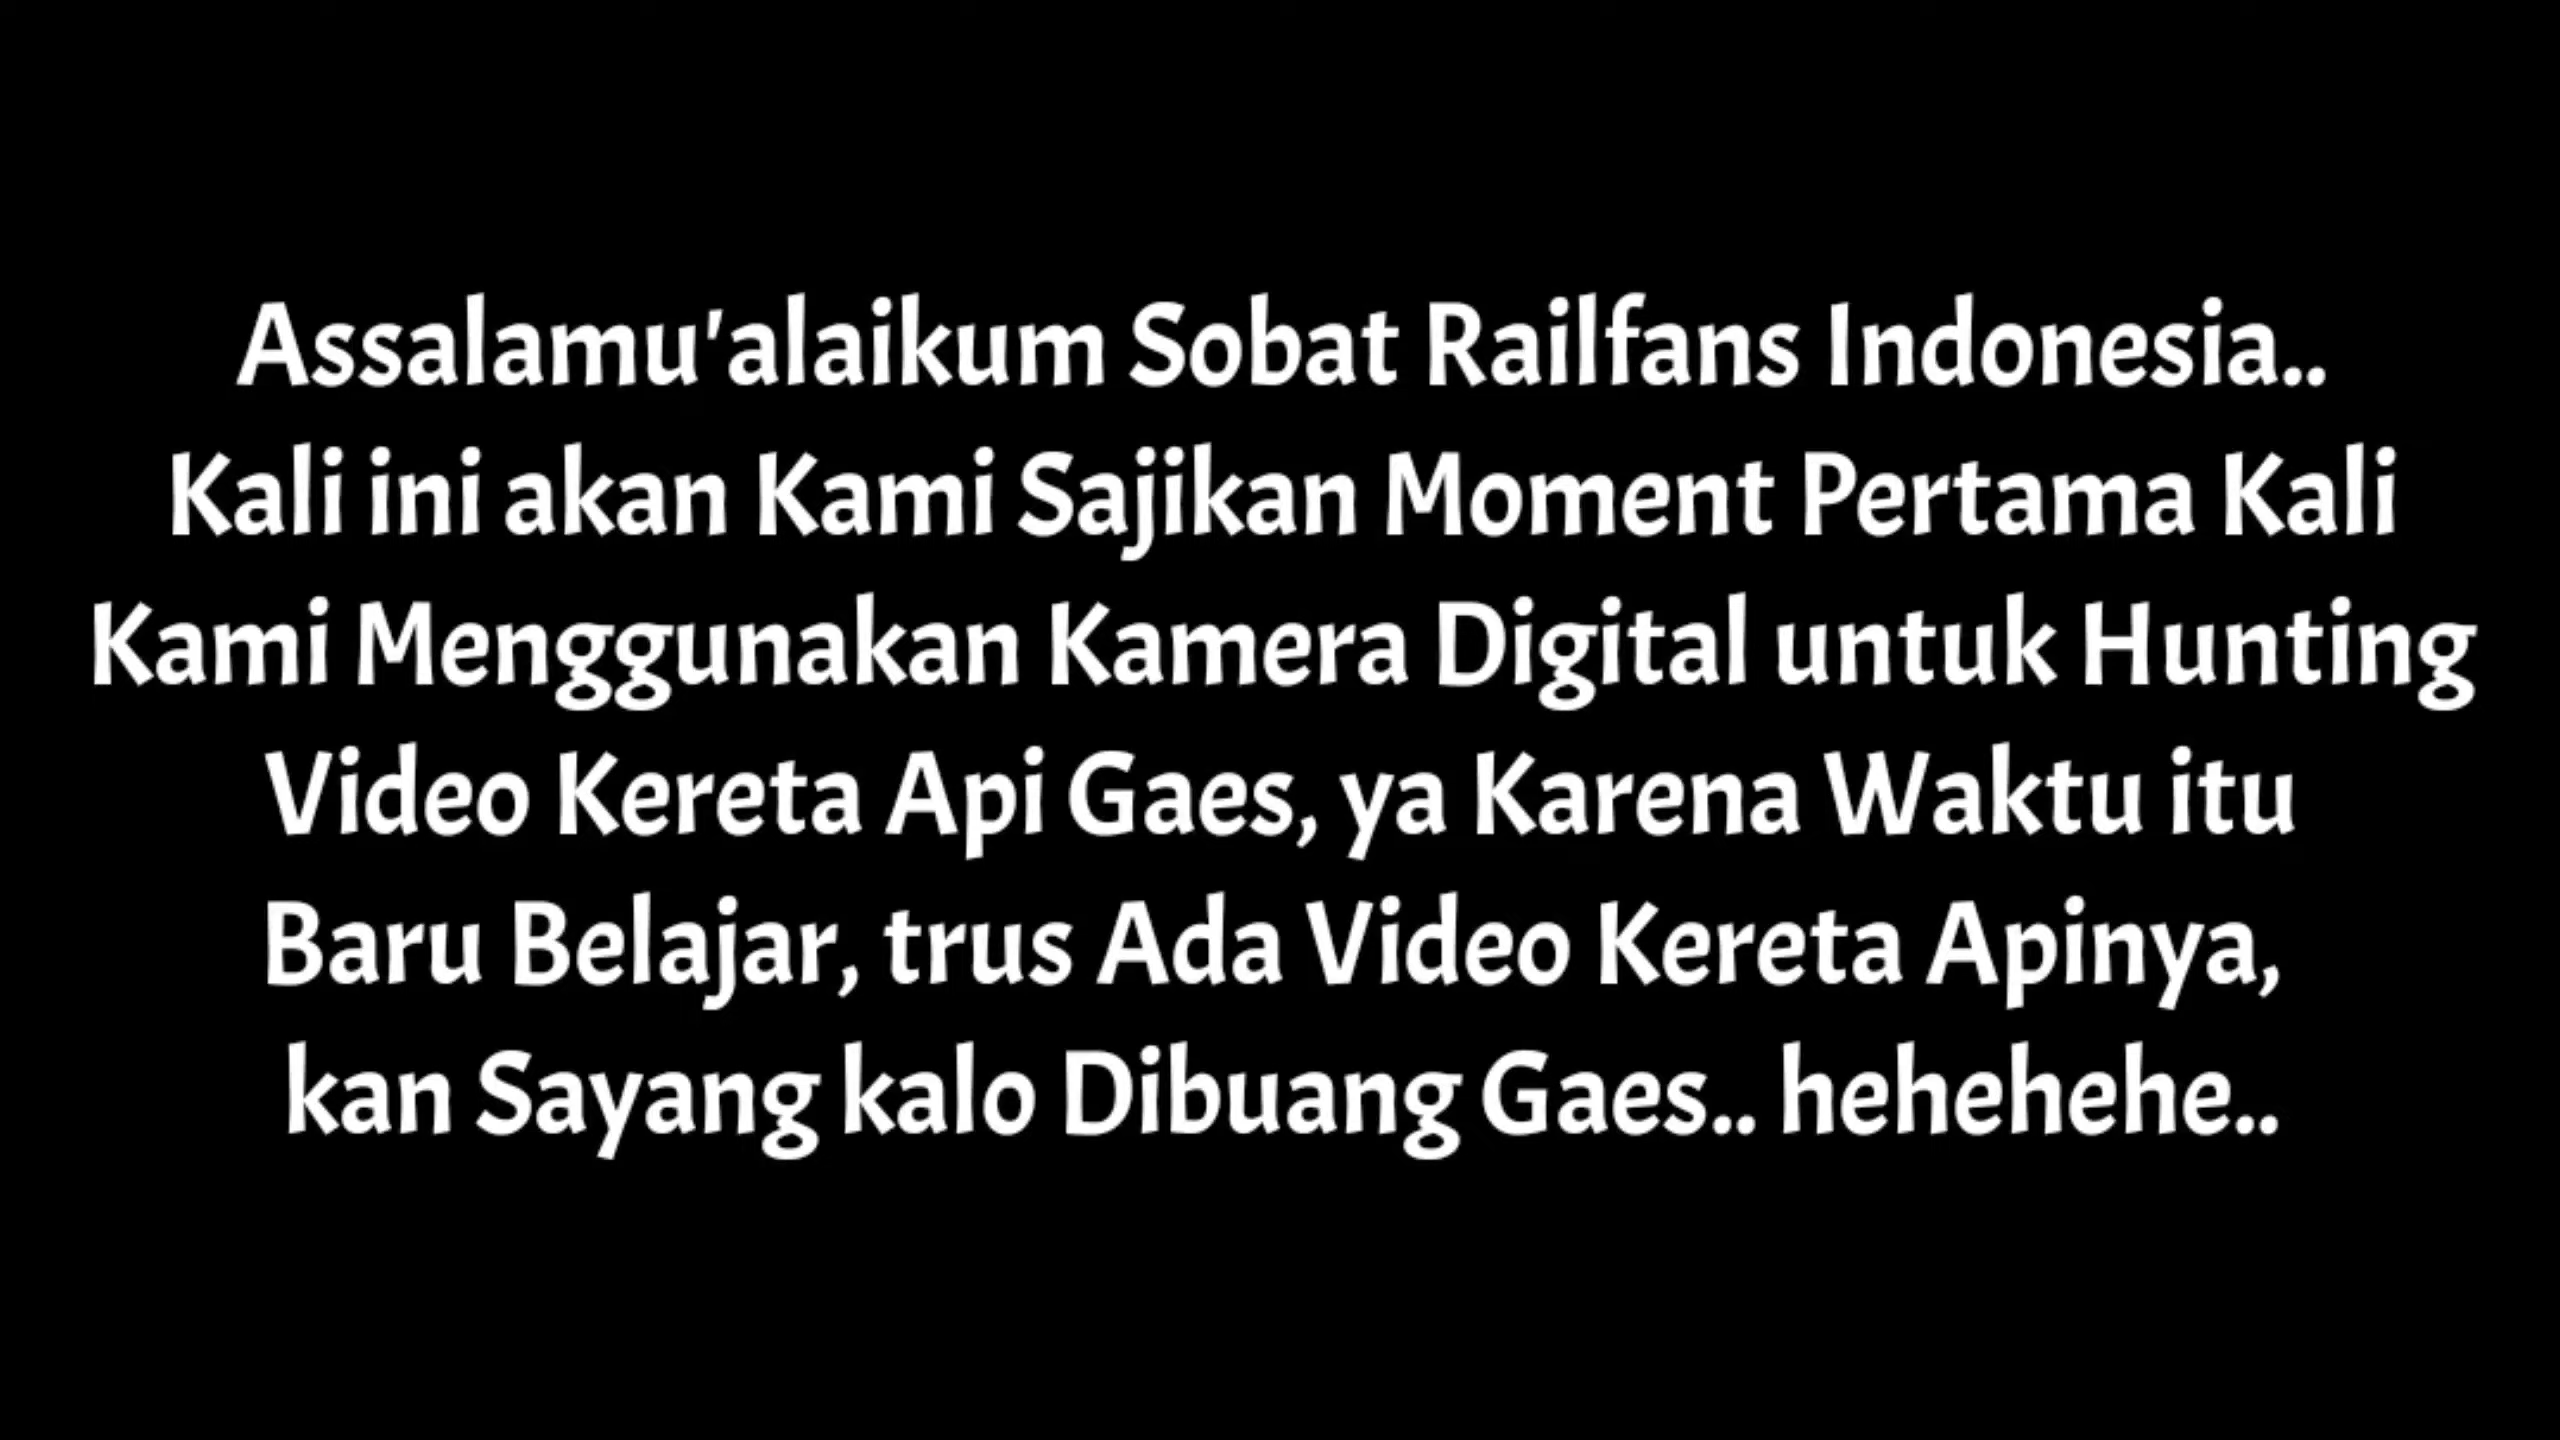 Assalamu'alaikum Sobat Railfans Indonesia..
Kali ini akan Kami Sajikan Moment Pertama Kali
Kami Menggunakan Kamera Digital untuk Hunting
Video Kereta Api Gaes, ya Karena Waktu itu
Baru Belajar, trus Ada Video Kereta Apinya,
kan Sayang kalo Dibuang Gaes.. hehehehe..